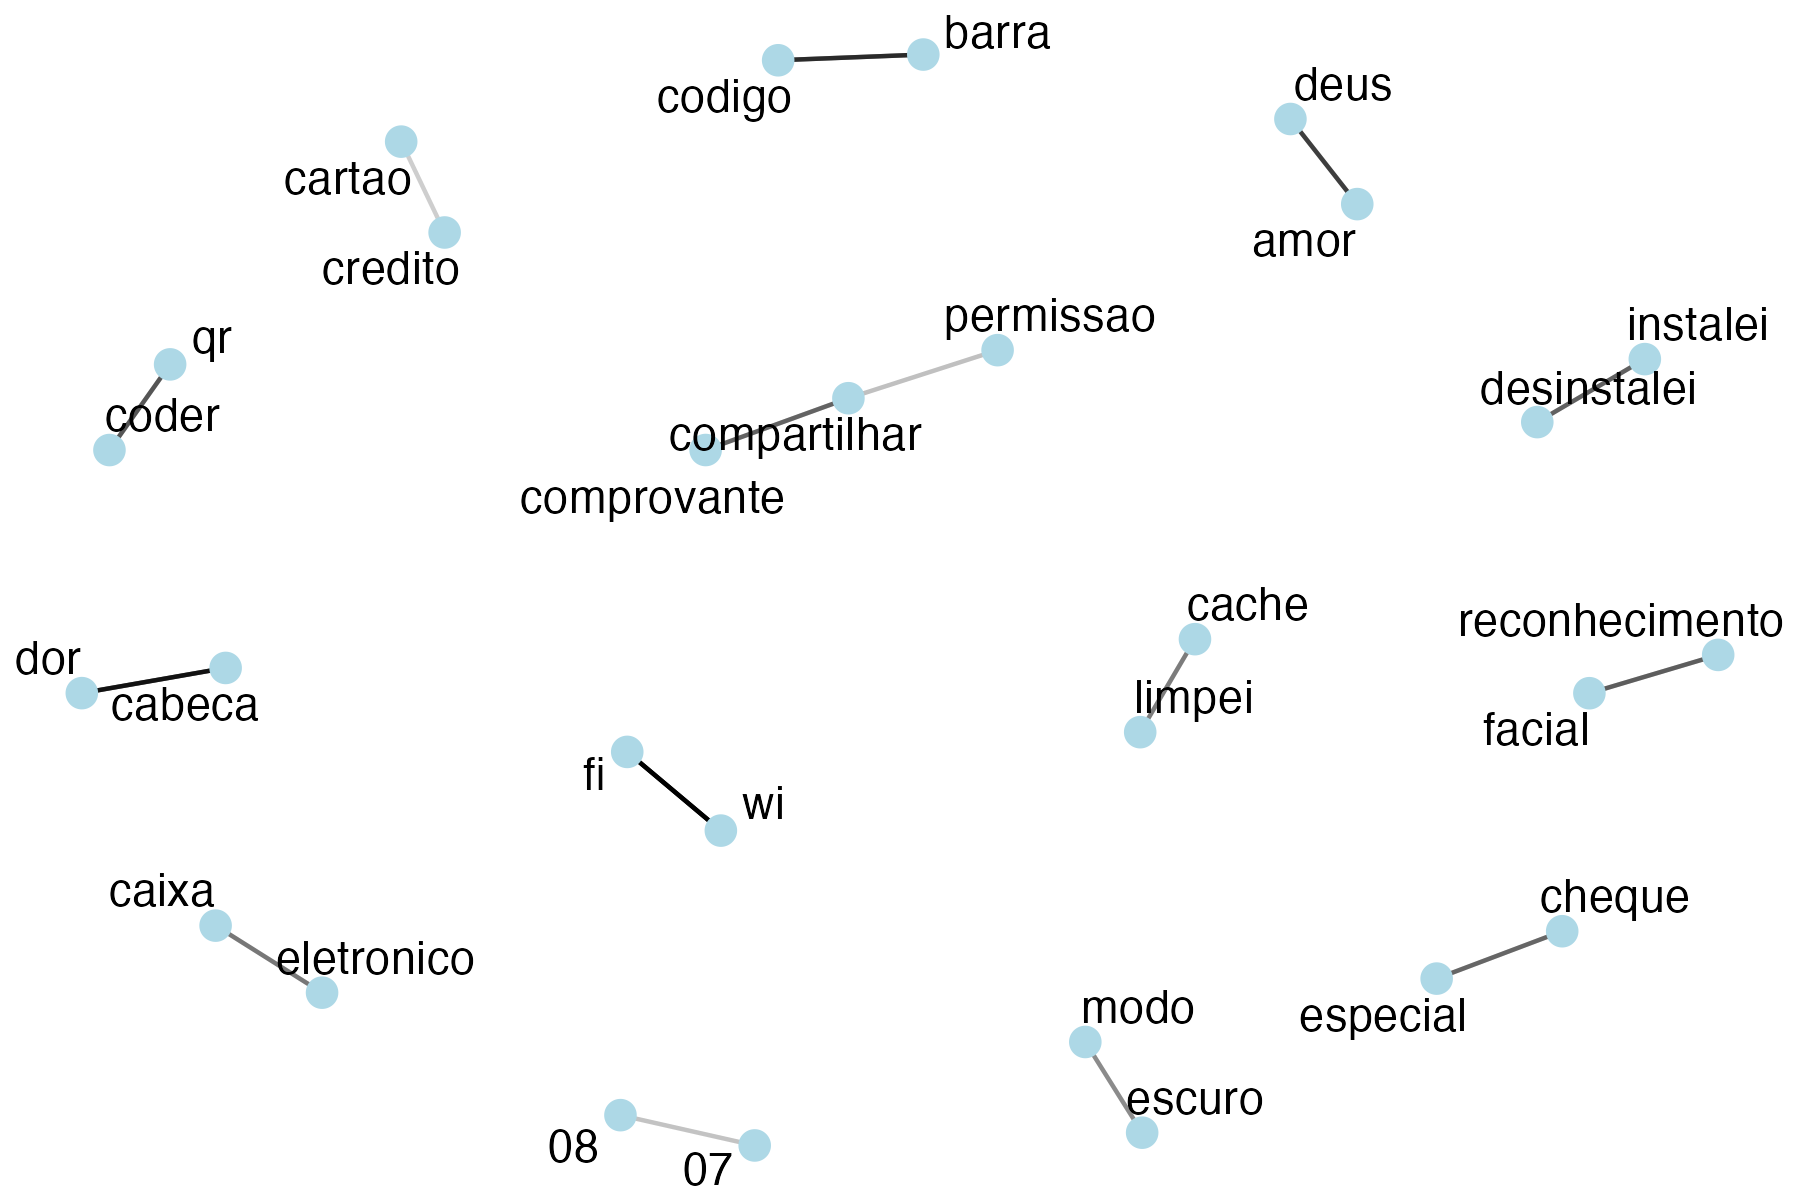 barra
codigo
deus
cartao
amor
credito
permissao
instalei
qr
desinstalei
coder
compartilhar
comprovante
cache
reconhecimento
dor
limpei
cabeca
facial
fi
wi
caixa
cheque
eletronico
modo
especial
escuro
08
07